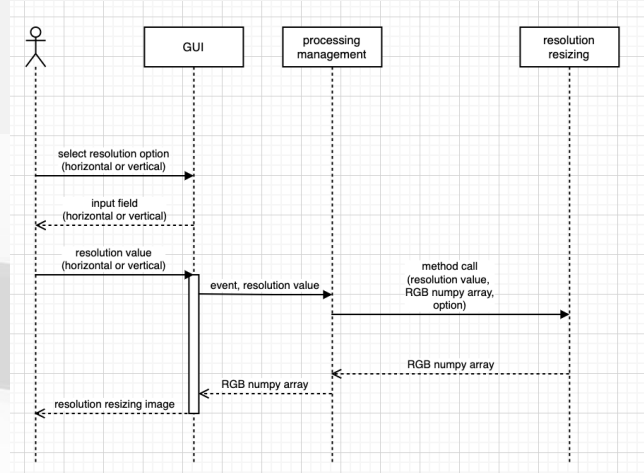 GUI
processing
management
resolution
resizing
select resolution option
(horizontal or vertical)
input field
(horizontal or vertical)
resolution value
(horizontal or vertical)
event, resolution value
method call
(resolution value,
RGB numpy array,
option)
RGB numpy array
RGB numpy array
resolution resizing image